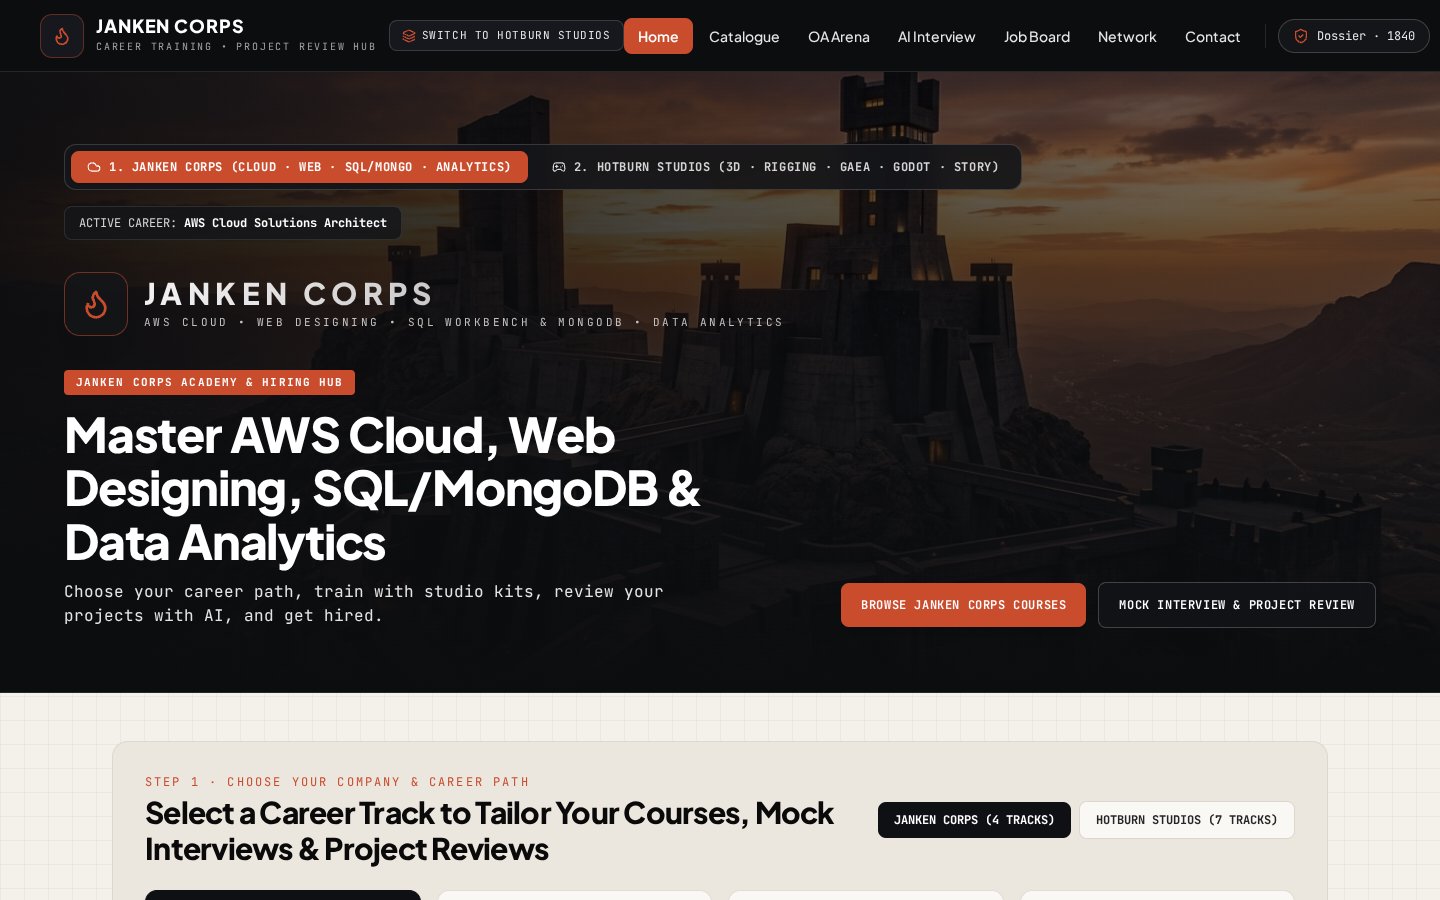 JANKEN CORPS
CAREER TRAINING • PROJECT REVIEW HUB
SWITCH TO HOTBURN STUDIOS
Home
Catalogue
OA Arena
AI Interview
Job Board
Network
Contact
Dossier · 1840
1. JANKEN CORPS (CLOUD · WEB · SQL/MONGO · ANALYTICS)
2. HOTBURN STUDIOS (3D · RIGGING · GAEA · GODOT · STORY)
ACTIVE CAREER: AWS Cloud Solutions Architect
JANKEN CORPS
AWS CLOUD • WEB DESIGNING • SQL WORKBENCH & MONGODB • DATA ANALYTICS
JANKEN CORPS ACADEMY & HIRING HUB
Master AWS Cloud, Web
Designing, SQL/MongoDB &
Data Analytics
Choose your career path, train with studio kits, review your
projects with AI, and get hired.
BROWSE JANKEN CORPS COURSES
MOCK INTERVIEW & PROJECT REVIEW
STEP 1 · CHOOSE YOUR COMPANY & CAREER PATH
Select a Career Track to Tailor Your Courses, Mock
Interviews & Project Reviews
JANKEN CORPS (4 TRACKS)
HOTBURN STUDIOS (7 TRACKS)